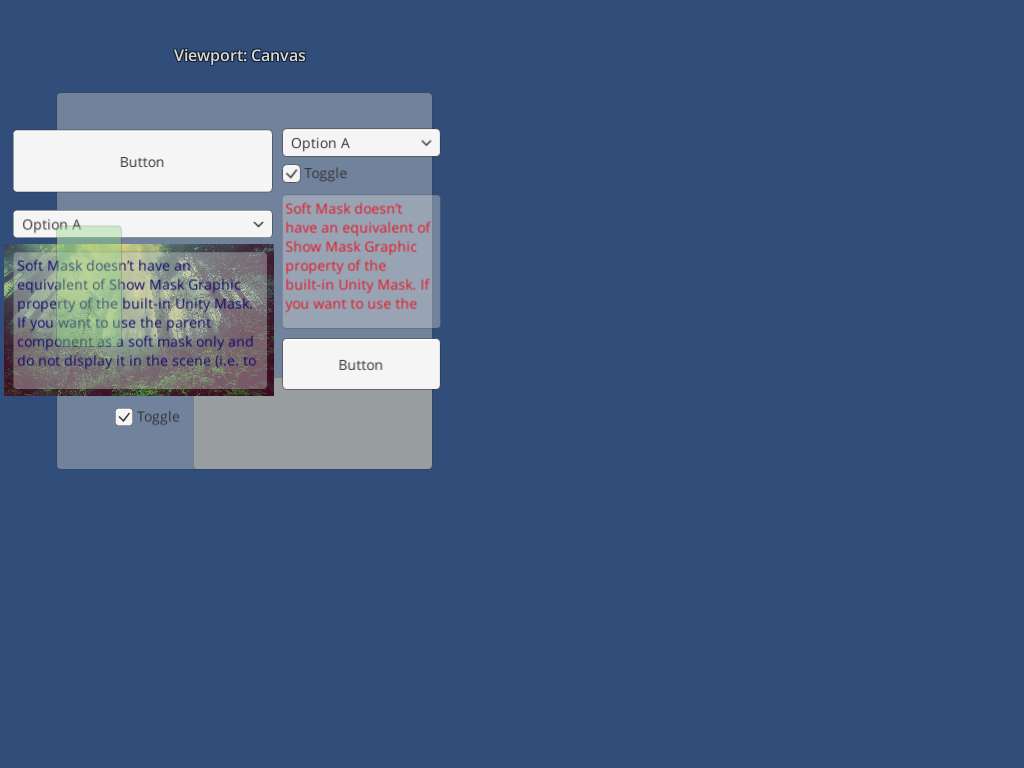 Viewport: Canvas
Button
Option A
Soft Mask doesn't have an
equivalent of Show Mask Graphic
property of the built-in Unity Mask.
If you want to use the parent
component as a soft mask only and
do not display it in the scene (i.e. to
Toggle
Option A
Toggle
Soft Mask doesn't
have an equivalent of
Show Mask Graphic
property of the
built-in Unity Mask. If
you want to use the
Button